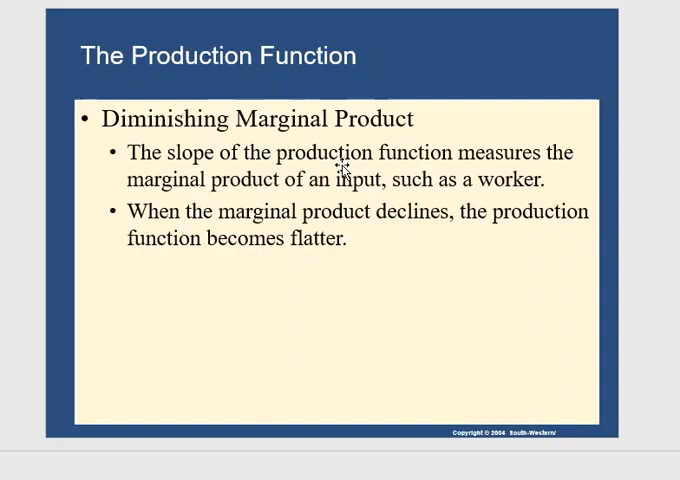 The Production Function
• Diminishing Marginal Product
• The slope of the production function measures the
marginal product of an input, such as a worker.
• When the marginal product declines, the production
function becomes flatter.
Copyright © 2004 South-Western/